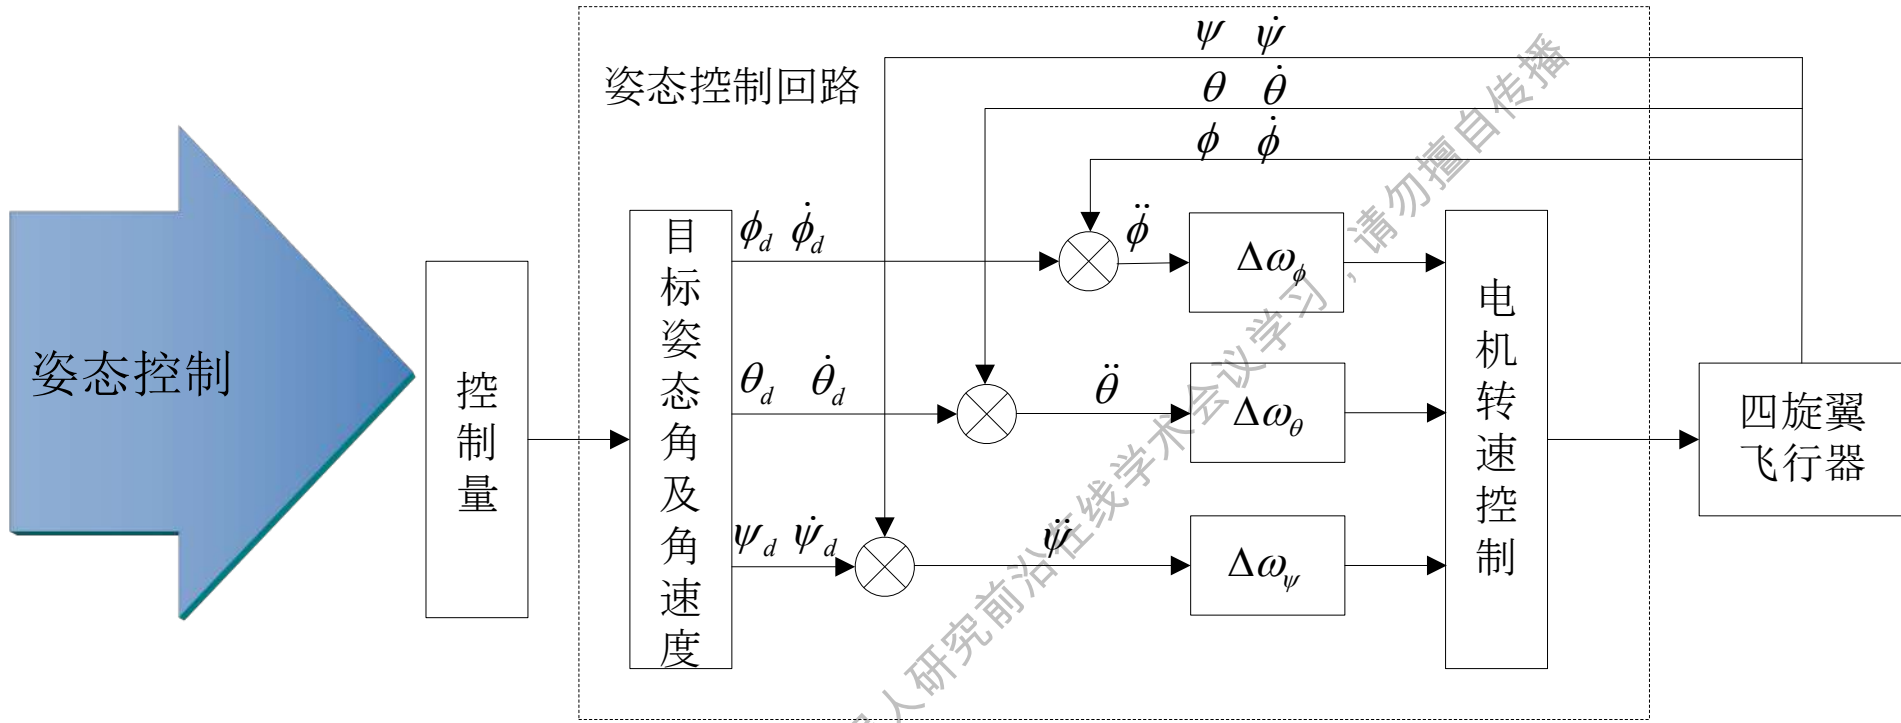 姿态控制
控制量
姿态控制回路
ψ ψ̇
θ θ̇
ϕ ϕ̇
目标姿态角及角速度
ϕ_d ϕ̇_d
θ_d θ̇_d
ψ_d ψ̇_d
ϕ̈
θ̈
ψ̈
Δω_ϕ
Δω_θ
Δω_ψ
电机转速控制
四旋翼
飞行器
人研究前沿在线学术会议学习，请勿擅自传播